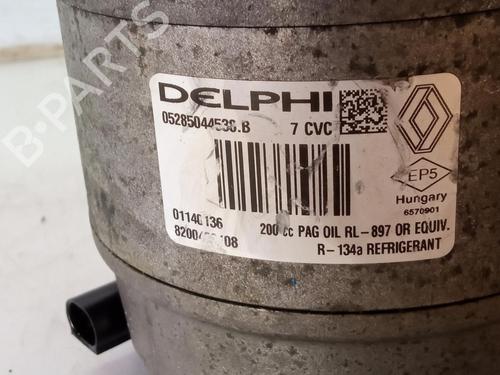 B-PARTS
DELPHI
7 CVC
EP5
Hungary
6570901
200 cc PAG OIL RL-897 OR EQUIV.
R-134a REFRIGERANT